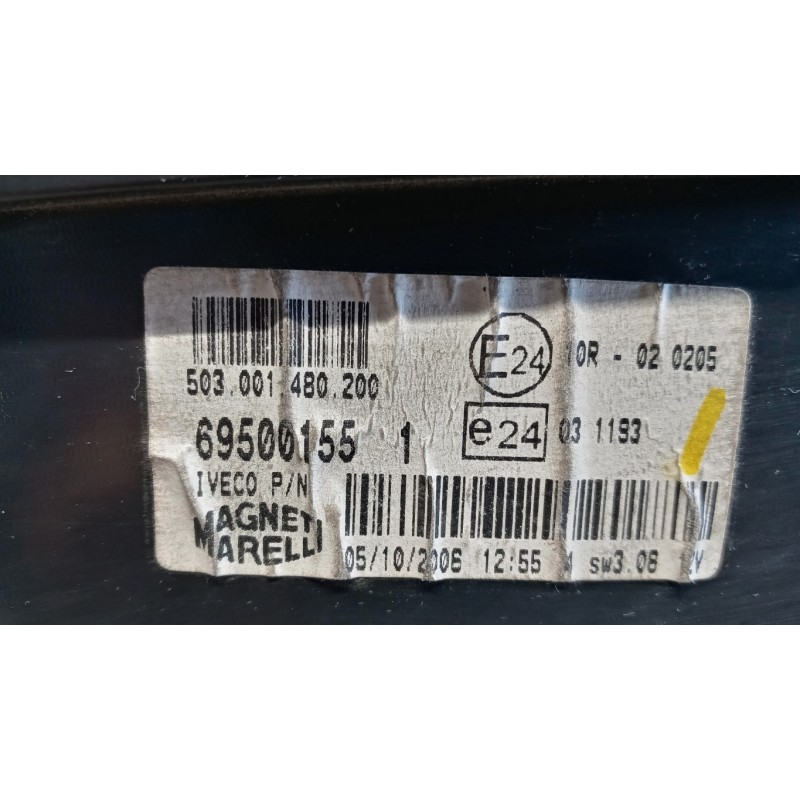 E24 10R - 02 0205
503.001.480.200
69500155 1
e24 03 1193
IVECO P/N
MAGNETI
MARELLI
05/10/2006 12:55 sw3.06